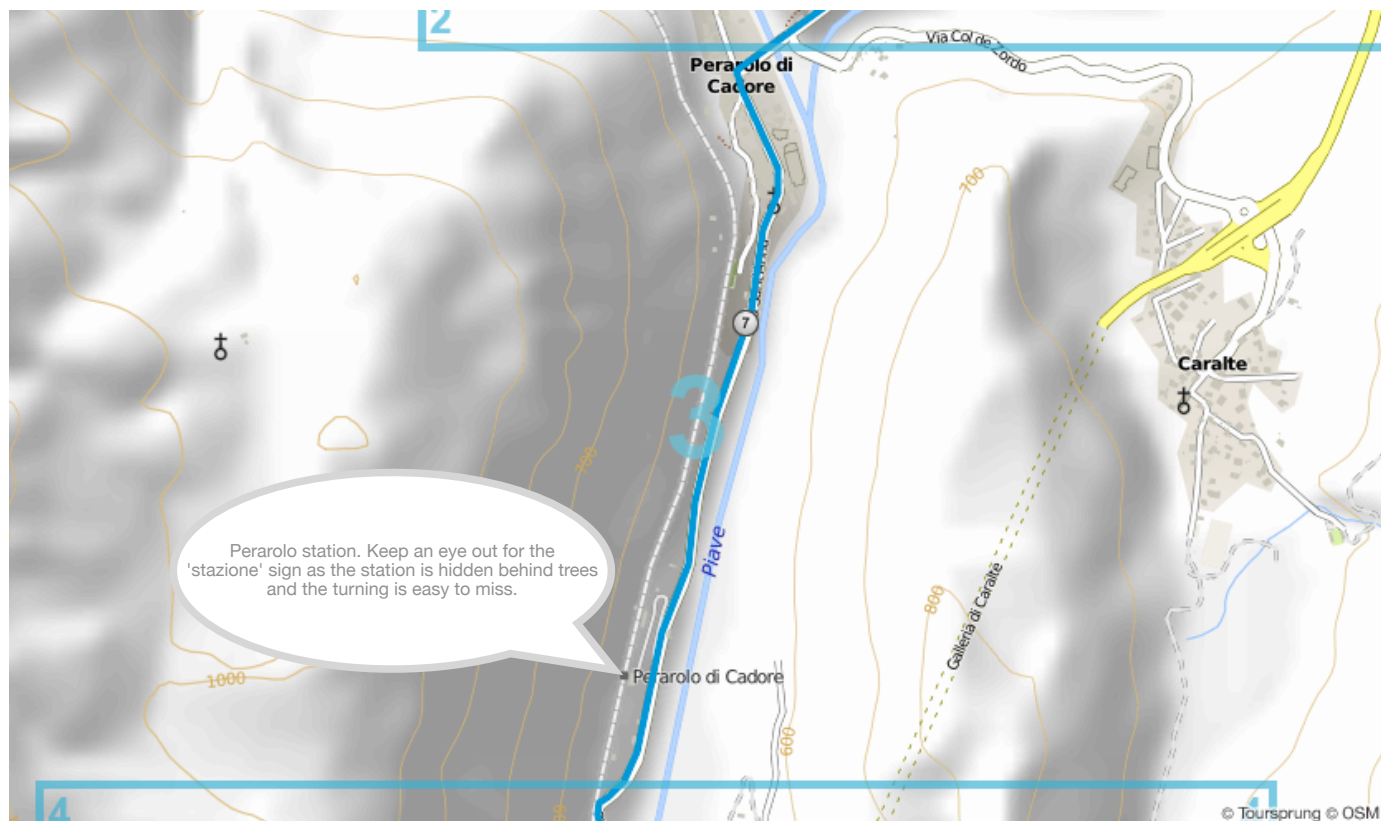 2
Via Col de Zordo
Perarolo di
Cadore
700
7
Caralte
3
700
Piave
Perarolo station. Keep an eye out for the
'stazione' sign as the station is hidden behind trees
and the turning is easy to miss.
800
Galleria di Caralte
Perarolo di Cadore
1000
600
4
© Toursprung © OSM